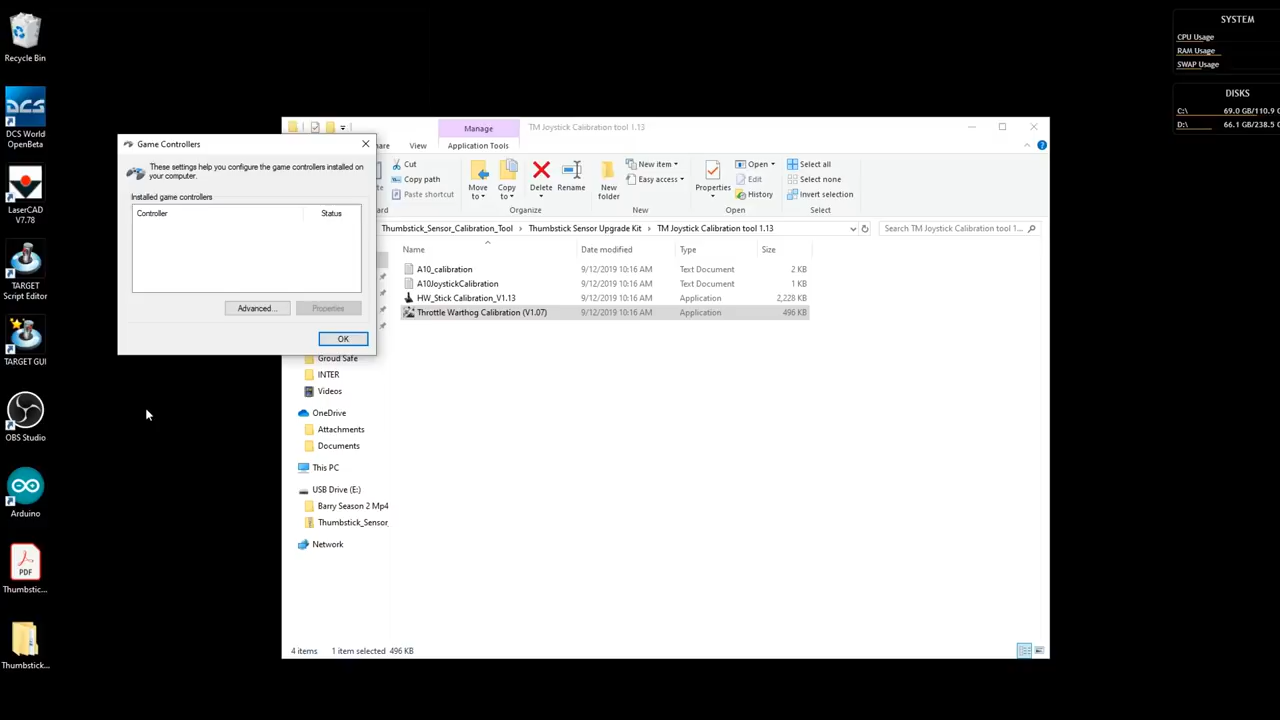 Recycle Bin
DCS World
OpenBeta
LaserCAD
V7.78
TARGET
Script Editor
TARGET GUI
OBS Studio
Arduino
PDF
Thumbstic...
Thumbstick...
Game Controllers
These settings help you configure the game controllers installed on
your computer.
Installed game controllers
Controller Status
Advanced... Properties
OK
Manage TM Joystick Calibration tool 1.13
View Application Tools
Cut
Copy path
Paste shortcut
Move
to
Copy
to
Delete
Rename
Organize
New
folder
New item
Easy access
New
Properties
Open
Edit
History
Open
Select all
Select none
Invert selection
Select
Thumbstick_Sensor_Calibration_Tool Thumbstick Sensor Upgrade Kit TM Joystick Calibration tool 1.13
Search TM Joystick Calibration tool 1...
Name Date modified Type Size
A10_calibration 9/12/2019 10:16 AM Text Document 2 KB
A10JoystickCalibration 9/12/2019 10:16 AM Text Document 1 KB
HW_Stick Calibration_V1.13 9/12/2019 10:16 AM Application 2,228 KB
Throttle Warthog Calibration (V1.07) 9/12/2019 10:16 AM Application 496 KB
Groud Safe
INTER
Videos
OneDrive
Attachments
Documents
This PC
USB Drive (E:)
Barry Season 2 Mp4
Thumbstick_Sensor_
Network
4 items 1 item selected 496 KB
SYSTEM
CPU Usage
RAM Usage
SWAP Usage
DISKS
C:\ 69.0 GB/110.9
D:\ 66.1 GB/238.5